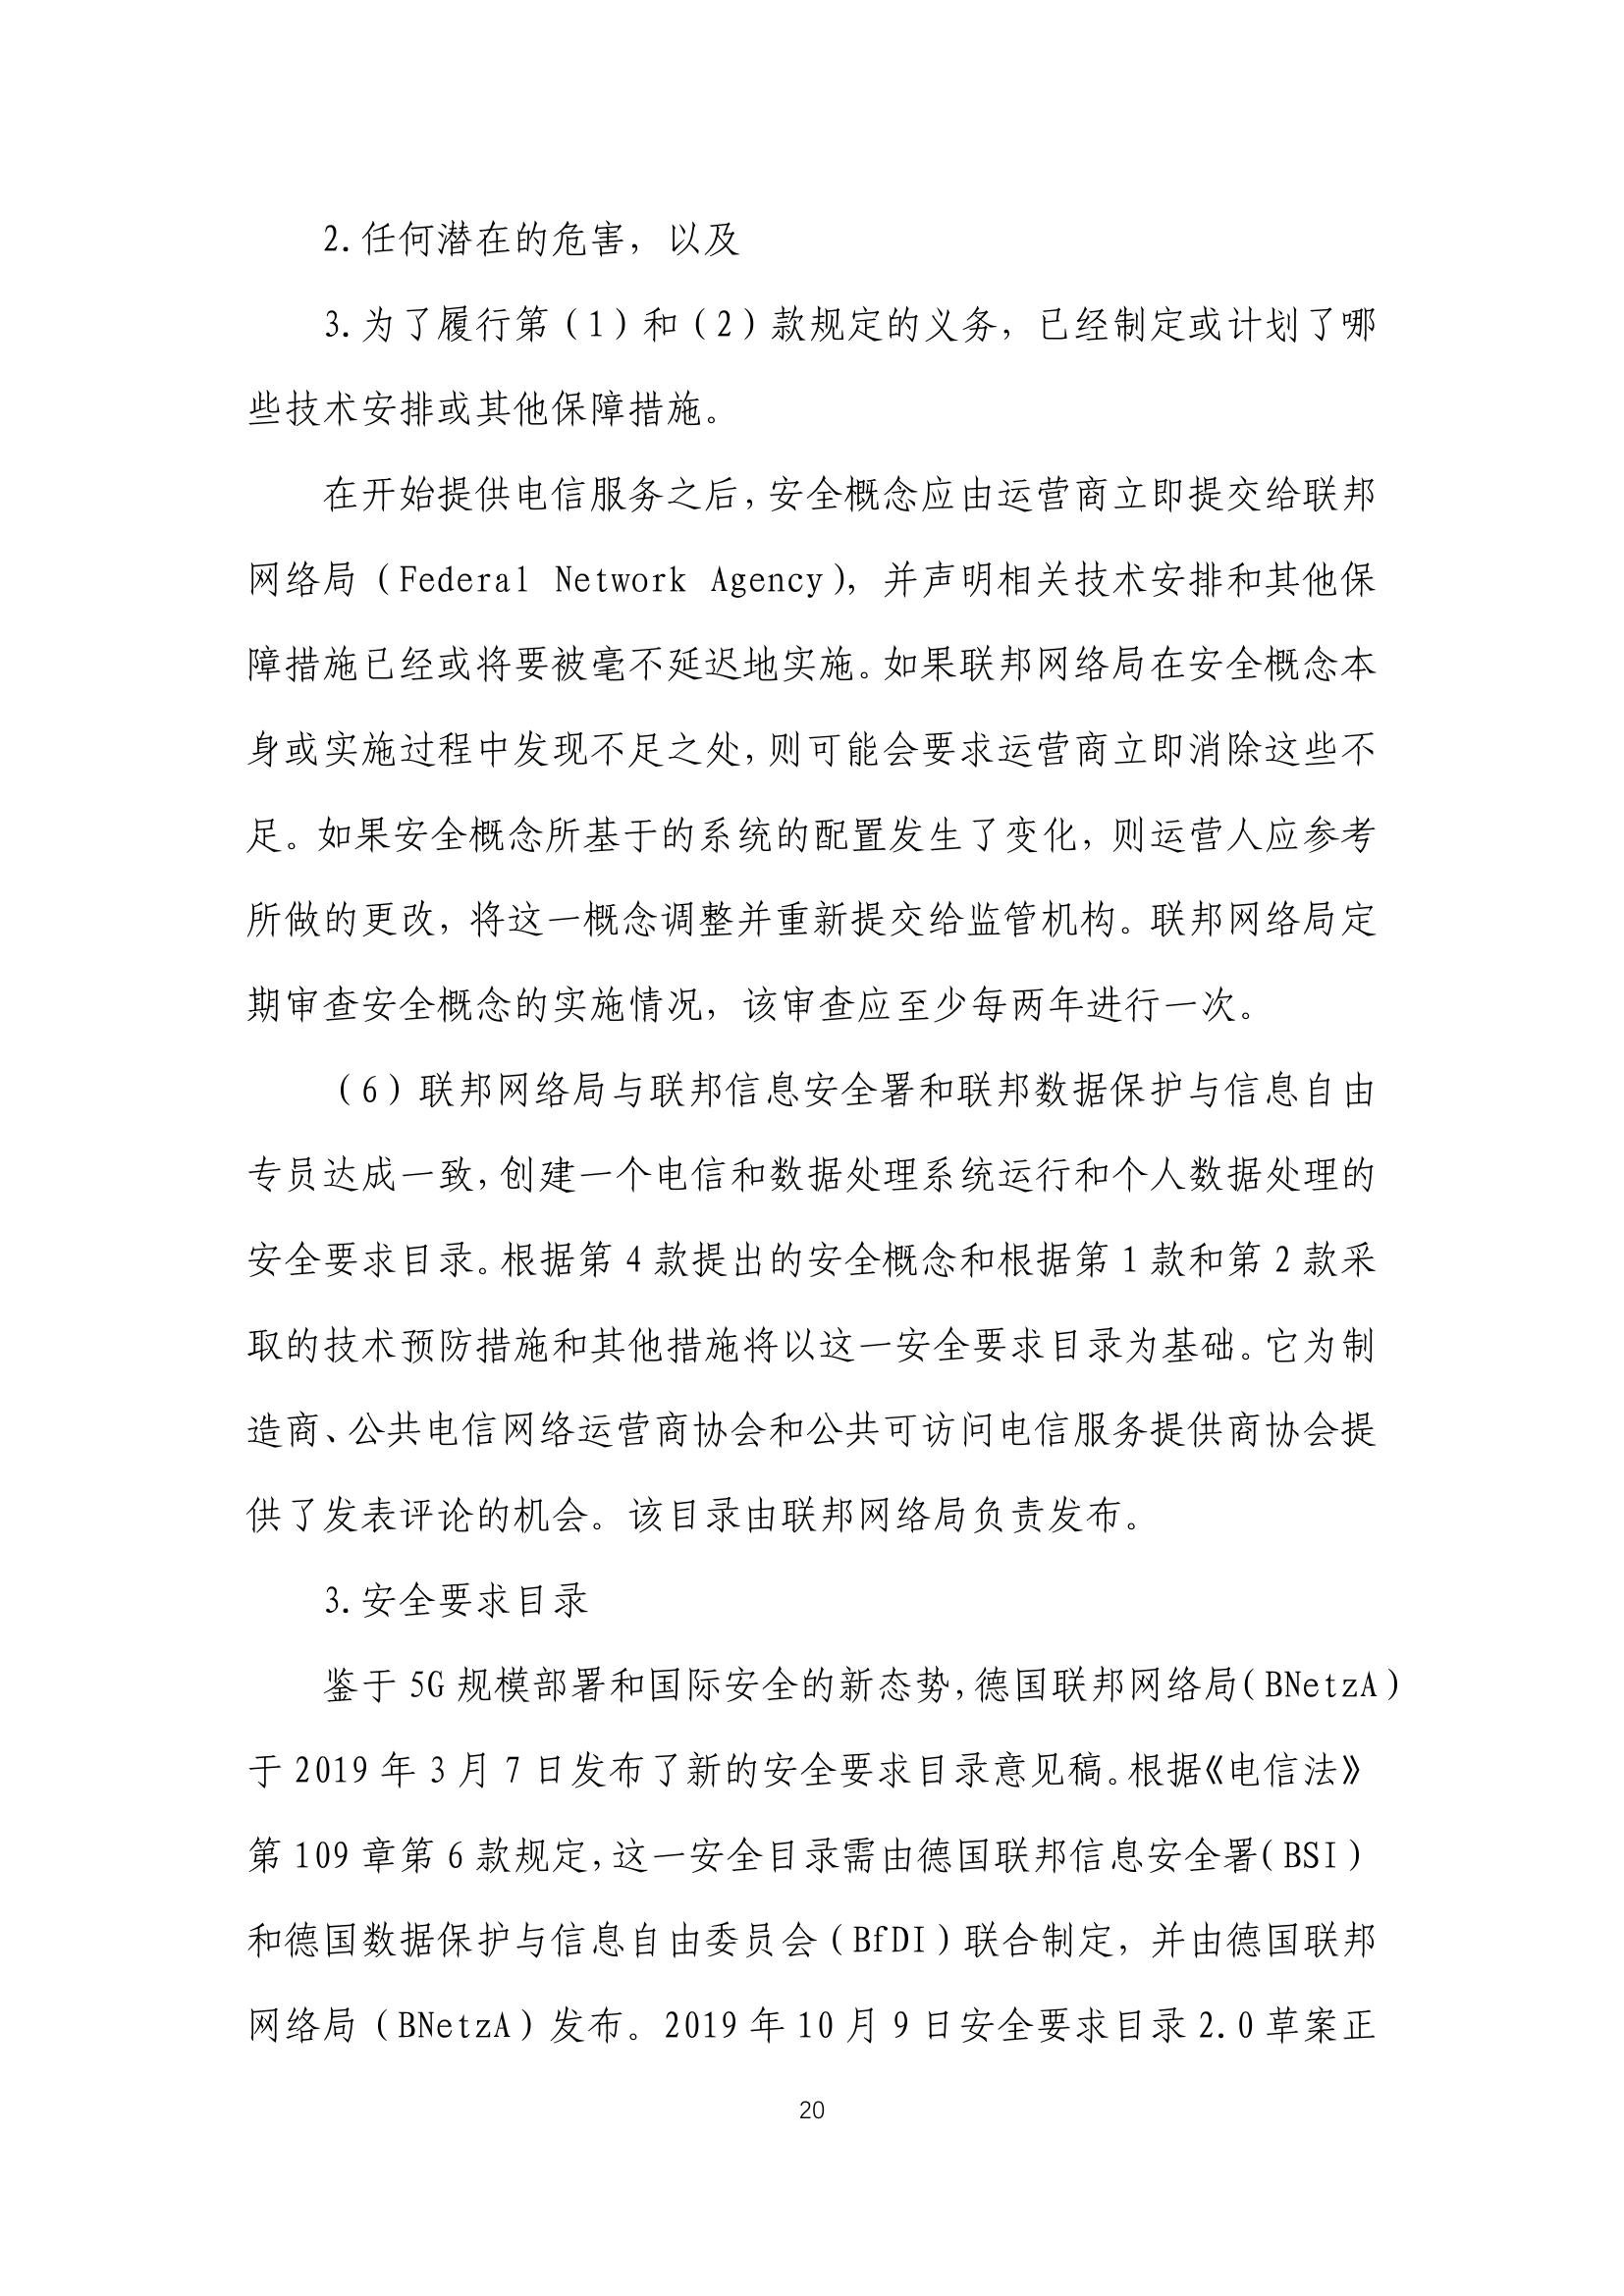 2.任何潜在的危害，以及
3.为了履行第（1）和（2）款规定的义务，已经制定或计划了哪
些技术安排或其他保障措施。
在开始提供电信服务之后，安全概念应由运营商立即提交给联邦
网络局（Federal Network Agency），并声明相关技术安排和其他保
障措施已经或将要被毫不延迟地实施。如果联邦网络局在安全概念本
身或实施过程中发现不足之处，则可能会要求运营商立即消除这些不
足。如果安全概念所基于的系统的配置发生了变化，则运营人应参考
所做的更改，将这一概念调整并重新提交给监管机构。联邦网络局定
期审查安全概念的实施情况，该审查应至少每两年进行一次。
（6）联邦网络局与联邦信息安全署和联邦数据保护与信息自由
专员达成一致，创建一个电信和数据处理系统运行和个人数据处理的
安全要求目录。根据第 4 款提出的安全概念和根据第 1 款和第 2 款采
取的技术预防措施和其他措施将以这一安全要求目录为基础。它为制
造商、公共电信网络运营商协会和公共可访问电信服务提供商协会提
供了发表评论的机会。该目录由联邦网络局负责发布。
3.安全要求目录
鉴于 5G 规模部署和国际安全的新态势，德国联邦网络局（BNetzA）
于 2019 年 3 月 7 日发布了新的安全要求目录意见稿。根据《电信法》
第 109 章第 6 款规定，这一安全目录需由德国联邦信息安全署（BSI）
和德国数据保护与信息自由委员会（BfDI）联合制定，并由德国联邦
网络局（BNetzA）发布。2019 年 10 月 9 日安全要求目录 2.0 草案正
20